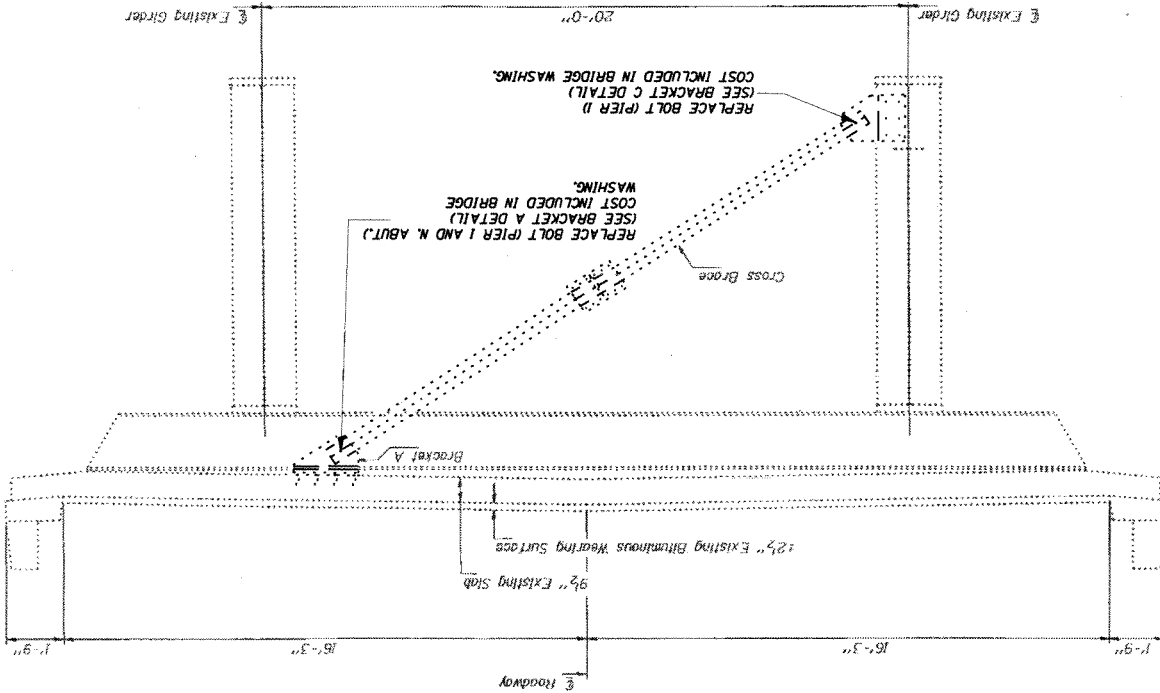 ℄ Roadway
1'-9"
16'-3"
16'-3"
1'-9"
9½" Existing Slab
±2½" Existing Bituminous Wearing Surface
Bracket A
REPLACE BOLT (PIER 1 AND N. ABUT.)
(SEE BRACKET A DETAIL)
COST INCLUDED IN BRIDGE
WASHING.
Cross Brace
REPLACE BOLT (PIER 1)
(SEE BRACKET C DETAIL)
COST INCLUDED IN BRIDGE WASHING.
℄ Existing Girder
20'-0"
℄ Existing Girder